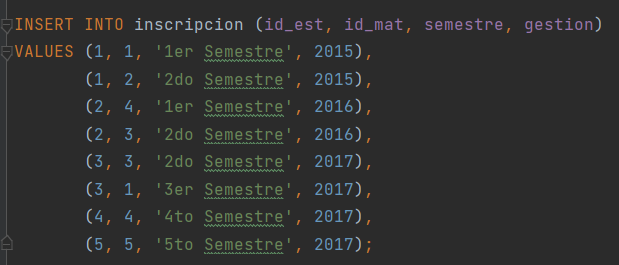 INSERT INTO inscripcion (id_est, id_mat, semestre, gestion)
VALUES (1, 1, '1er Semestre', 2015),
(1, 2, '2do Semestre', 2015),
(2, 4, '1er Semestre', 2016),
(2, 3, '2do Semestre', 2016),
(3, 3, '2do Semestre', 2017),
(3, 1, '3er Semestre', 2017),
(4, 4, '4to Semestre', 2017),
(5, 5, '5to Semestre', 2017);